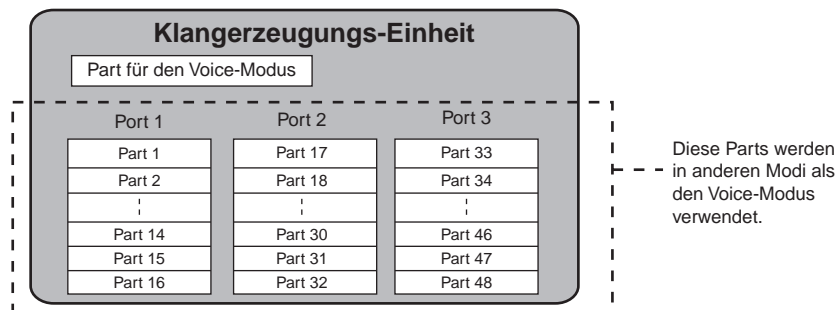 Klangerzeugungs-Einheit
Part für den Voice-Modus
Port 1
Port 2
Port 3
Part 1
Part 17
Part 33
Part 2
Part 18
Part 34
Part 14
Part 30
Part 46
Part 15
Part 31
Part 47
Part 16
Part 32
Part 48
Diese Parts werden
in anderen Modi als
den Voice-Modus
verwendet.